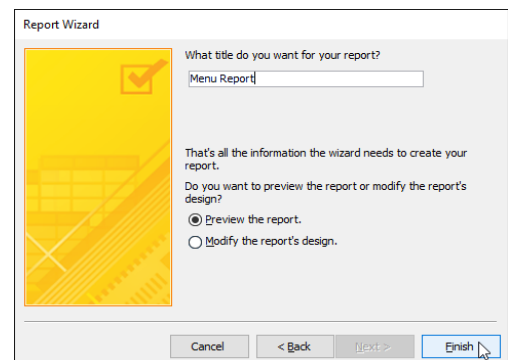 Report Wizard
What title do you want for your report?
Menu Report
That's all the information the wizard needs to create your
report.
Do you want to preview the report or modify the report's
design?
Preview the report.
Modify the report's design.
Cancel
< Back
Next >
Finish